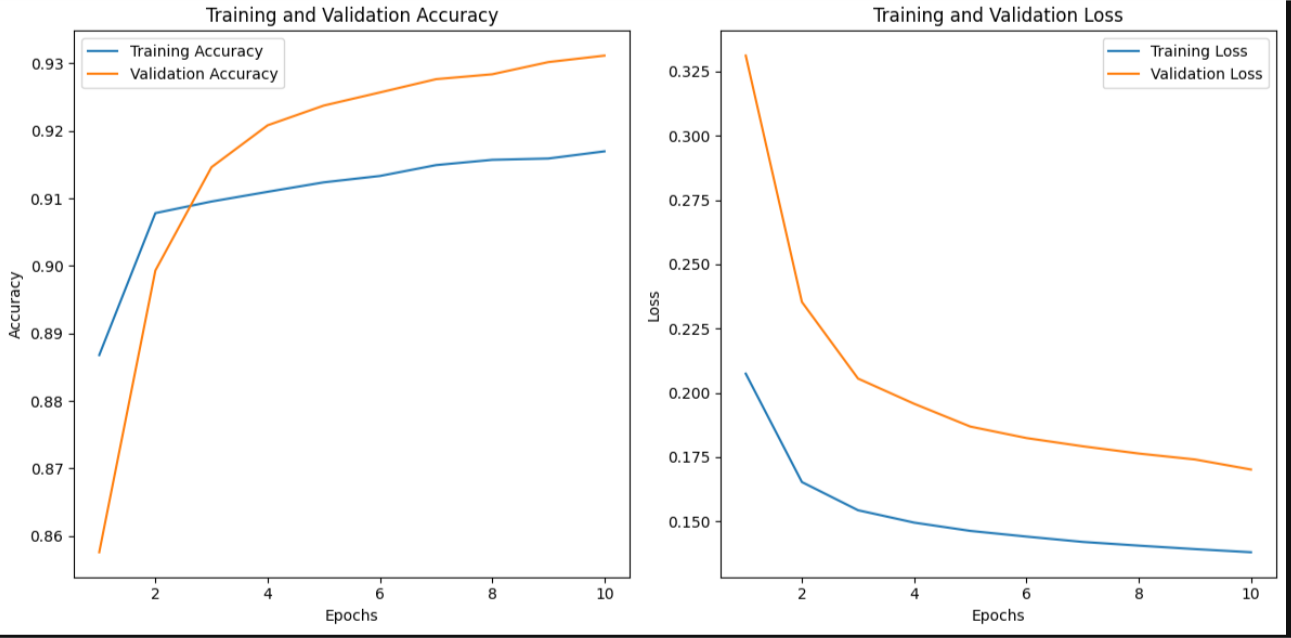 Training and Validation Accuracy
Training Accuracy
Validation Accuracy
0.93
0.92
0.91
0.90
0.89
0.88
0.87
0.86
Accuracy
2
4
6
8
10
Epochs
Training and Validation Loss
Training Loss
Validation Loss
0.325
0.300
0.275
0.250
0.225
0.200
0.175
0.150
Loss
2
4
6
8
10
Epochs